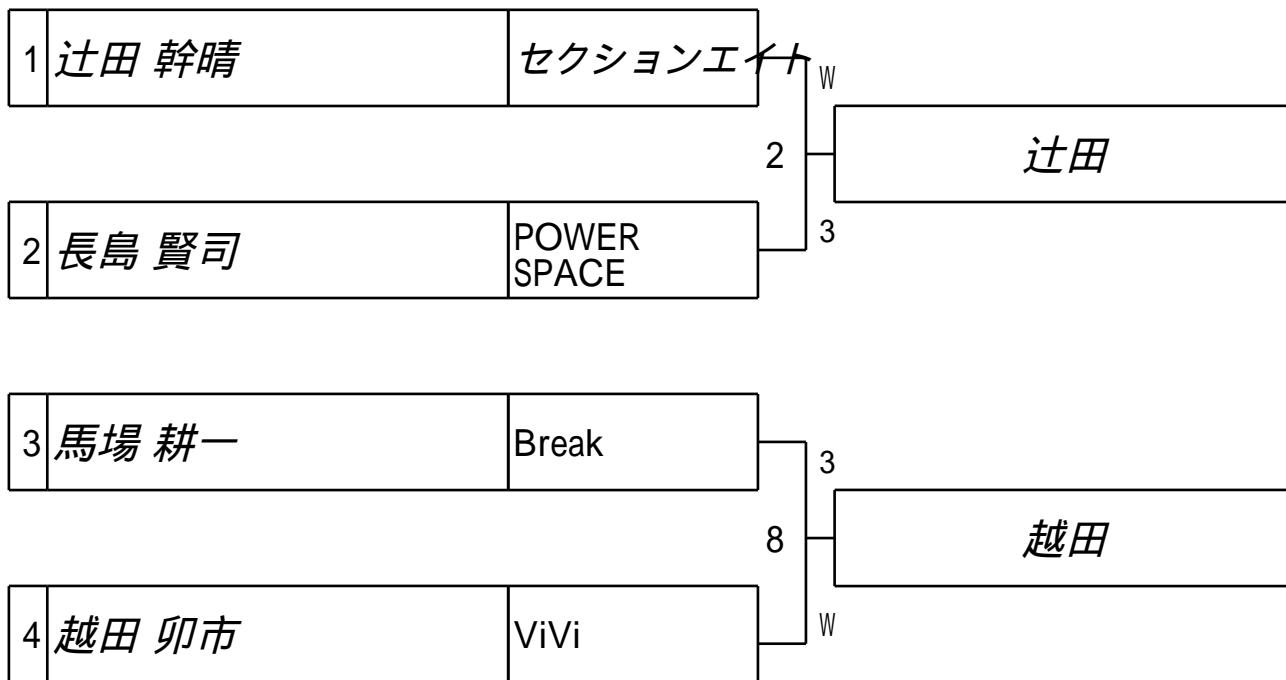 1 辻田 幹晴 セクションエイト W
2 辻田
2 長島 賢司 POWER
SPACE 3
3 馬場 耕一 Break 3
8 越田
4 越田 卯市 ViVi W